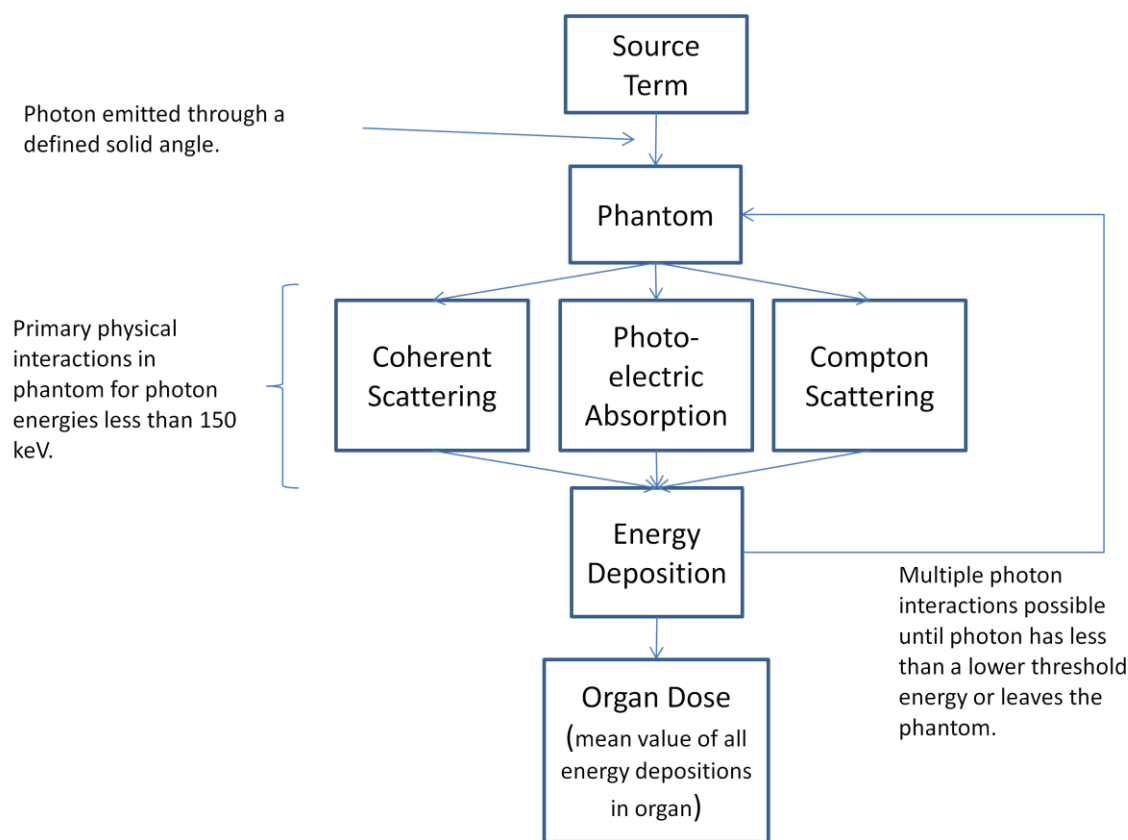 Source
Term
Photon emitted through a
defined solid angle.
Phantom
Primary physical
interactions in
phantom for photon
energies less than 150
keV.
Coherent
Scattering
Photo-
electric
Absorption
Compton
Scattering
Energy
Deposition
Multiple photon
interactions possible
until photon has less
than a lower threshold
energy or leaves the
phantom.
Organ Dose
(mean value of all
energy depositions
in organ)